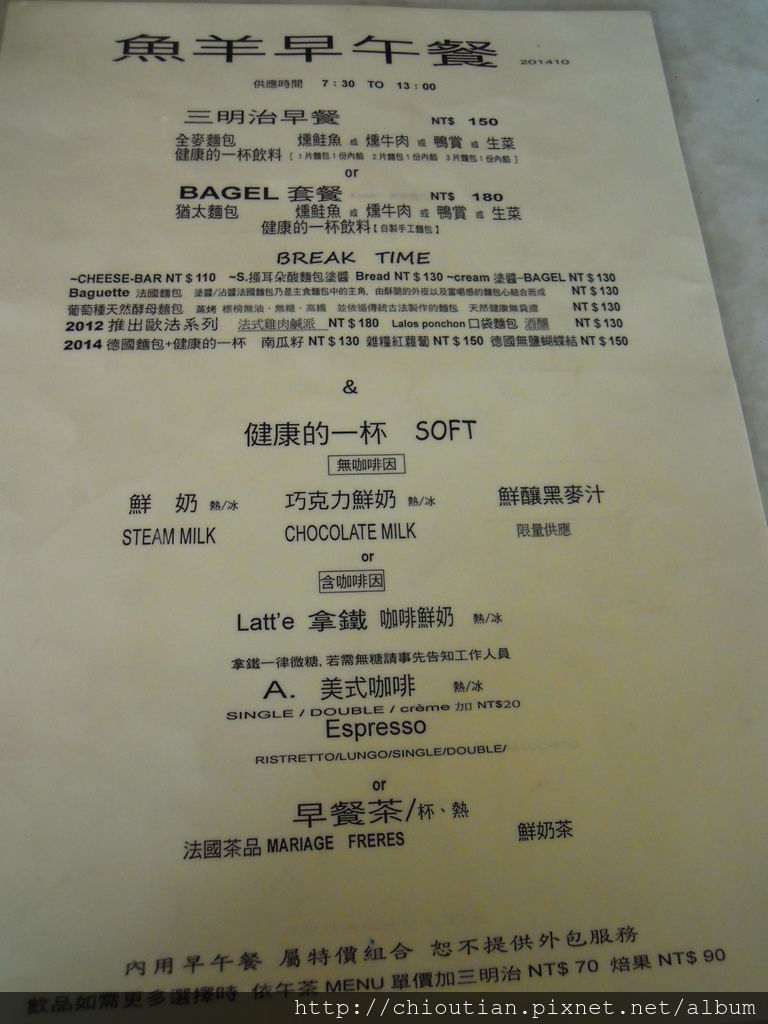 魚羊早午餐 201410
供應時間 7：30 TO 13：00
三明治早餐 NT$ 150
全麥麵包 燻鮭魚 或 燻牛肉 或 鴨賞 或 生菜
健康的一杯飲料 [ 1片麵包1份內餡 2片麵包1份內餡 3片麵包1份內餡 ]
or
BAGEL 套餐 NT$ 180
猶太麵包 燻鮭魚 或 燻牛肉 或 鴨賞 或 生菜
健康的一杯飲料【自製手工麵包】
BREAK TIME
~CHEESE-BAR NT$110 ~S.搔耳朵酸麵包塗醬 Bread NT$130 ~cream 塗醬-BAGEL NT$130
Baguette 法國麵包 塗醬/沾醬法國麵包乃是主食麵包中的主角, 由酥脆的外皮以及富嚼感的麵包心結合而成 NT$130
葡萄種天然酵母麵包 蒸烤 標榜無油、無糖、高纖 並依循傳統古法製作的麵包 天然健康無負擔 NT$130
2012 推出歐法系列 法式雞肉鹹派 NT$180 Lalos ponchon 口袋麵包 酒釀 NT$130
2014 德國麵包+健康的一杯 南瓜籽 NT$130 雜糧紅蘿蔔 NT$150 德國無鹽蝴蝶結 NT$150
&
健康的一杯 SOFT
無咖啡因
鮮 奶 熱/冰 巧克力鮮奶 熱/冰 鮮釀黑麥汁
STEAM MILK CHOCOLATE MILK 限量供應
or
含咖啡因
Latt'e 拿鐵 咖啡鮮奶 熱/冰
拿鐵一律微糖, 若需無糖請事先告知工作人員
A. 美式咖啡 熱/冰
SINGLE / DOUBLE / crème 加 NT$20
Espresso
RISTRETTO/LUNGO/SINGLE/DOUBLE/
or
早餐茶/杯、熱
法國茶品 MARIAGE FRERES 鮮奶茶
內用早午餐 屬特價組合 恕不提供外包服務
飲品如需更多選擇時 依午茶 MENU 單價加三明治 NT$ 70 焙果 NT$ 90
http://chioutian.pixnet.net/album